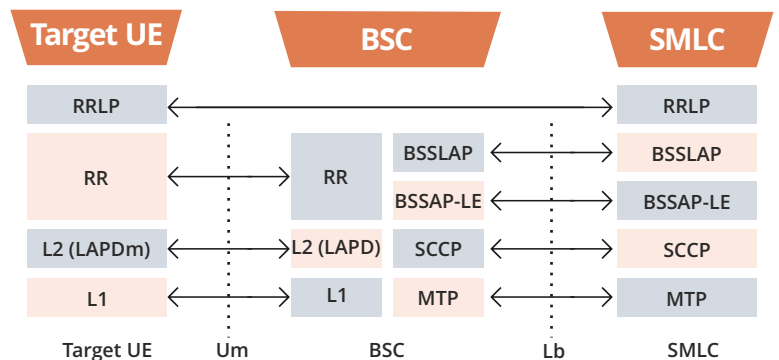 Target UE
BSC
SMLC
RRLP
RRLP
RR
RR
BSSLAP
BSSLAP
BSSAP-LE
BSSAP-LE
L2 (LAPDm)
L2 (LAPD)
SCCP
SCCP
L1
L1
MTP
MTP
Target UE
Um
BSC
Lb
SMLC